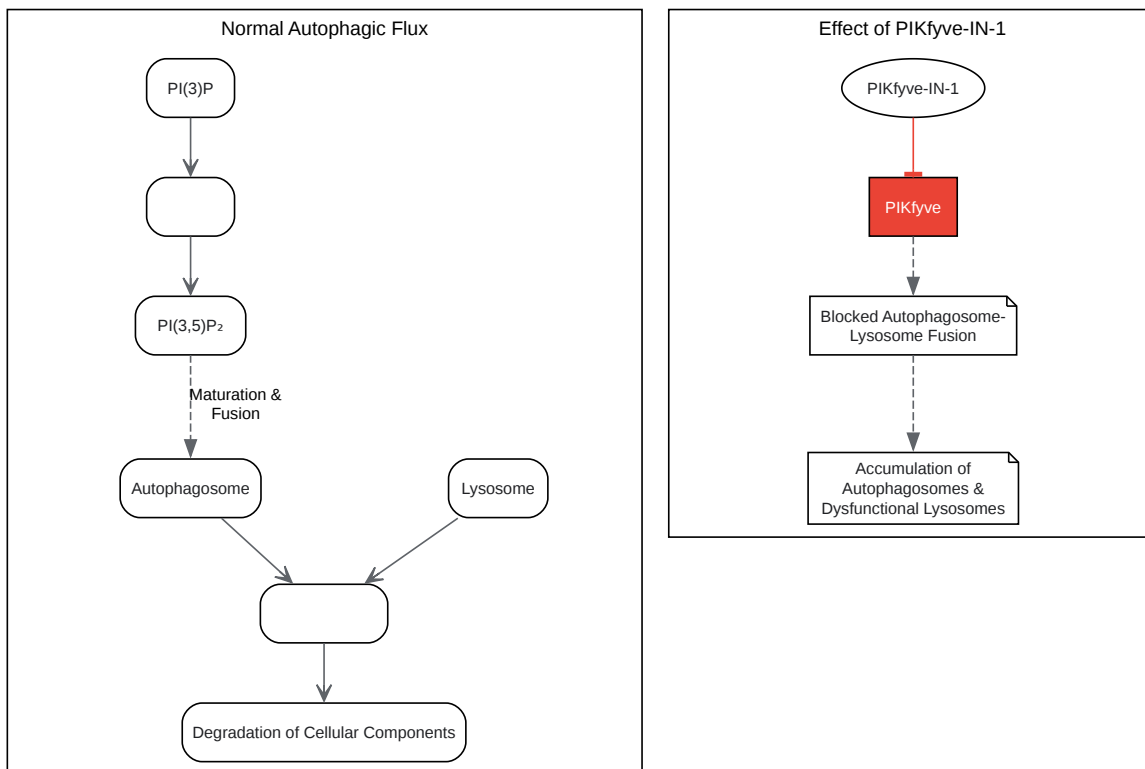 Normal Autophagic Flux
PI(3)P
PI(3,5)P₂
Maturation &
Fusion
Autophagosome
Lysosome
Degradation of Cellular Components
Effect of PIKfyve-IN-1
PIKfyve-IN-1
PIKfyve
Blocked Autophagosome-
Lysosome Fusion
Accumulation of
Autophagosomes &
Dysfunctional Lysosomes